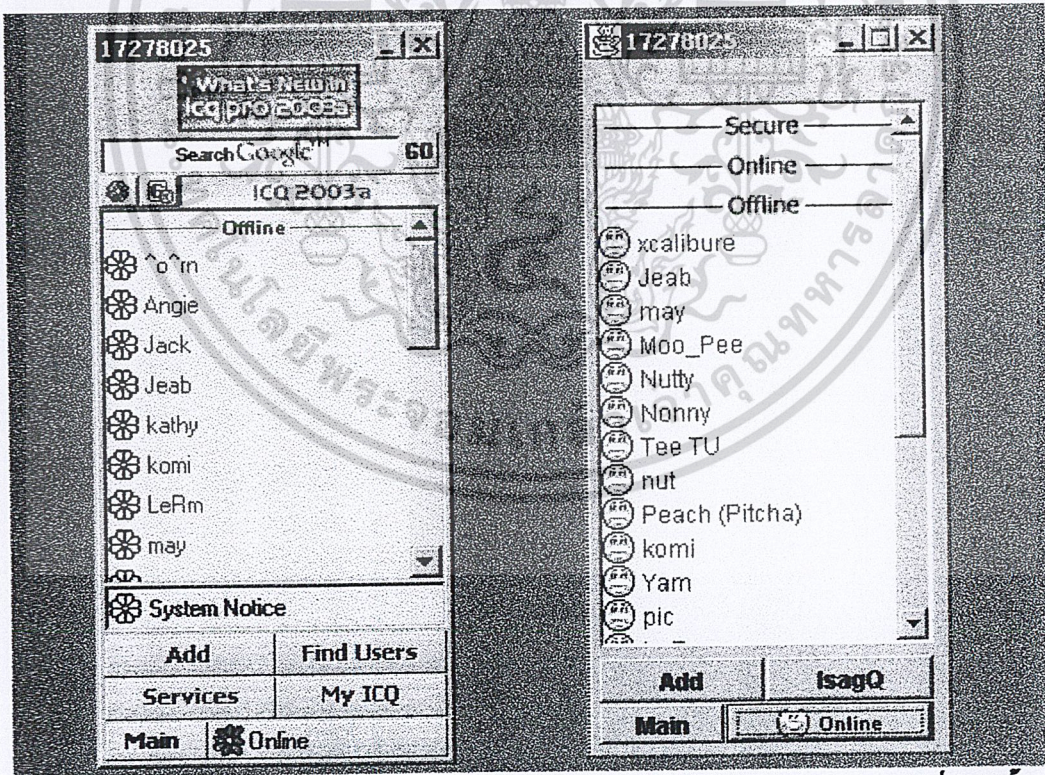 17278025
What's New in
icq pro 2003a
Search Google™ GO
ICQ 2003a
Offline
^o^rn
Angie
Jack
Jeab
kathy
komi
LeRm
may
System Notice
Add Find Users
Services My ICQ
Main Online
17278025
Secure
Online
Offline
xcalibure
Jeab
may
Moo_Pee
Nutty
Nonny
Tee TU
nut
Peach (Pitcha)
komi
Yam
pic
Add IsagQ
Main Online